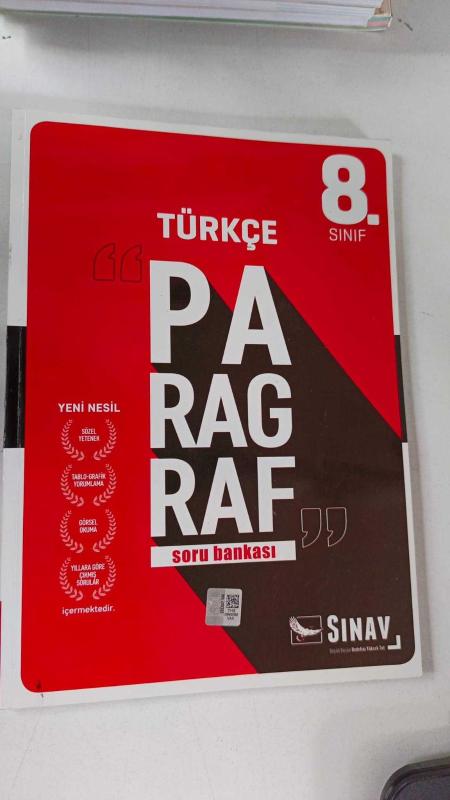 8.
SINIF
TÜRKÇE
“
PA
RAG
RAF
”
soru bankası
YENİ NESİL
SÖZEL
YETENEK
TABLO-GRAFİK
YORUMLAMA
GÖRSEL
OKUMA
YILLARA GÖRE
ÇIKMIŞ
SORULAR
içermektedir.
SINAV